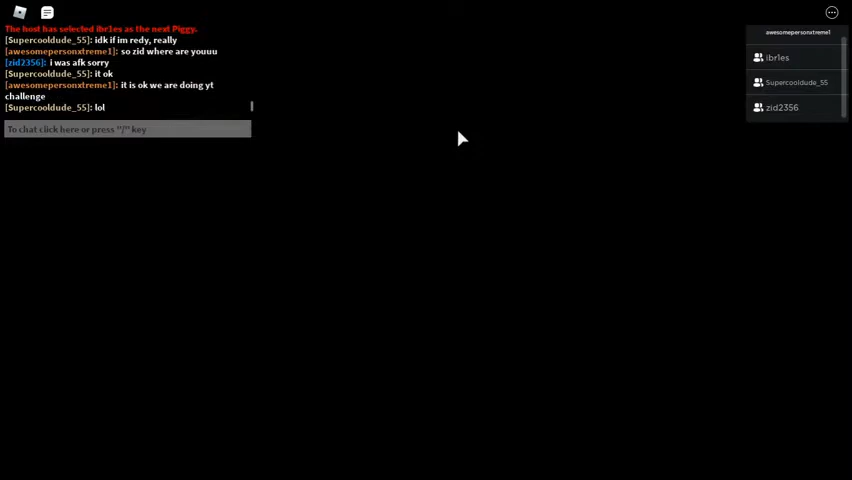 The host has selected ibr1es as the next Piggy.
[Supercooldude_55]: idk if im redy, really
[awesomepersonxtreme1]: so zid where are youuu
[zid2356]: i was afk sorry
[Supercooldude_55]: it ok
[awesomepersonxtreme1]: it is ok we are doing yt
challenge
[Supercooldude_55]: lol
To chat click here or press "/" key
awesomepersonxtreme1
ibr1es
Supercooldude_55
zid2356